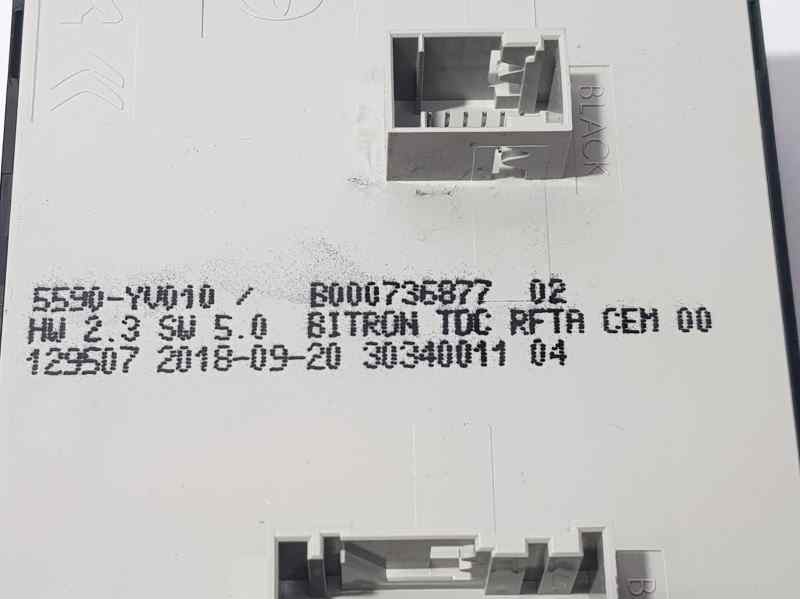 BLACK
5590-YV010 / B000736877 02
HW 2.3 SW 5.0 BITRON TDC RFTA CEM 00
129507 2018-09-20 30340011 04
B